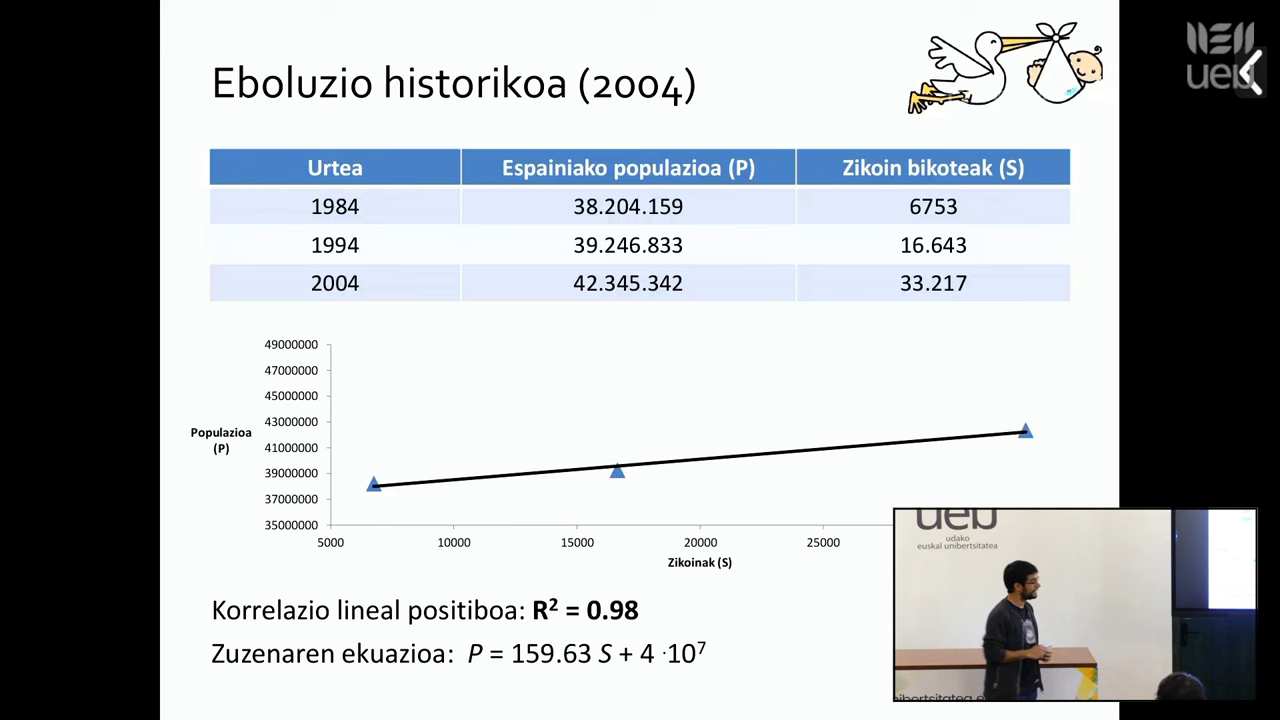 Eboluzio historikoa (2004)
ueu
Urtea Espainiako populazioa (P) Zikoin bikoteak (S)
1984 38.204.159 6753
1994 39.246.833 16.643
2004 42.345.342 33.217
49000000
47000000
45000000
43000000
41000000
39000000
37000000
35000000
Populazioa
(P)
5000 10000 15000 20000 25000
Zikoinak (S)
Korrelazio lineal positiboa: R² = 0.98
Zuzenaren ekuazioa: P = 159.63 S + 4 ·10⁷
ueu
udako
euskal unibertsitatea